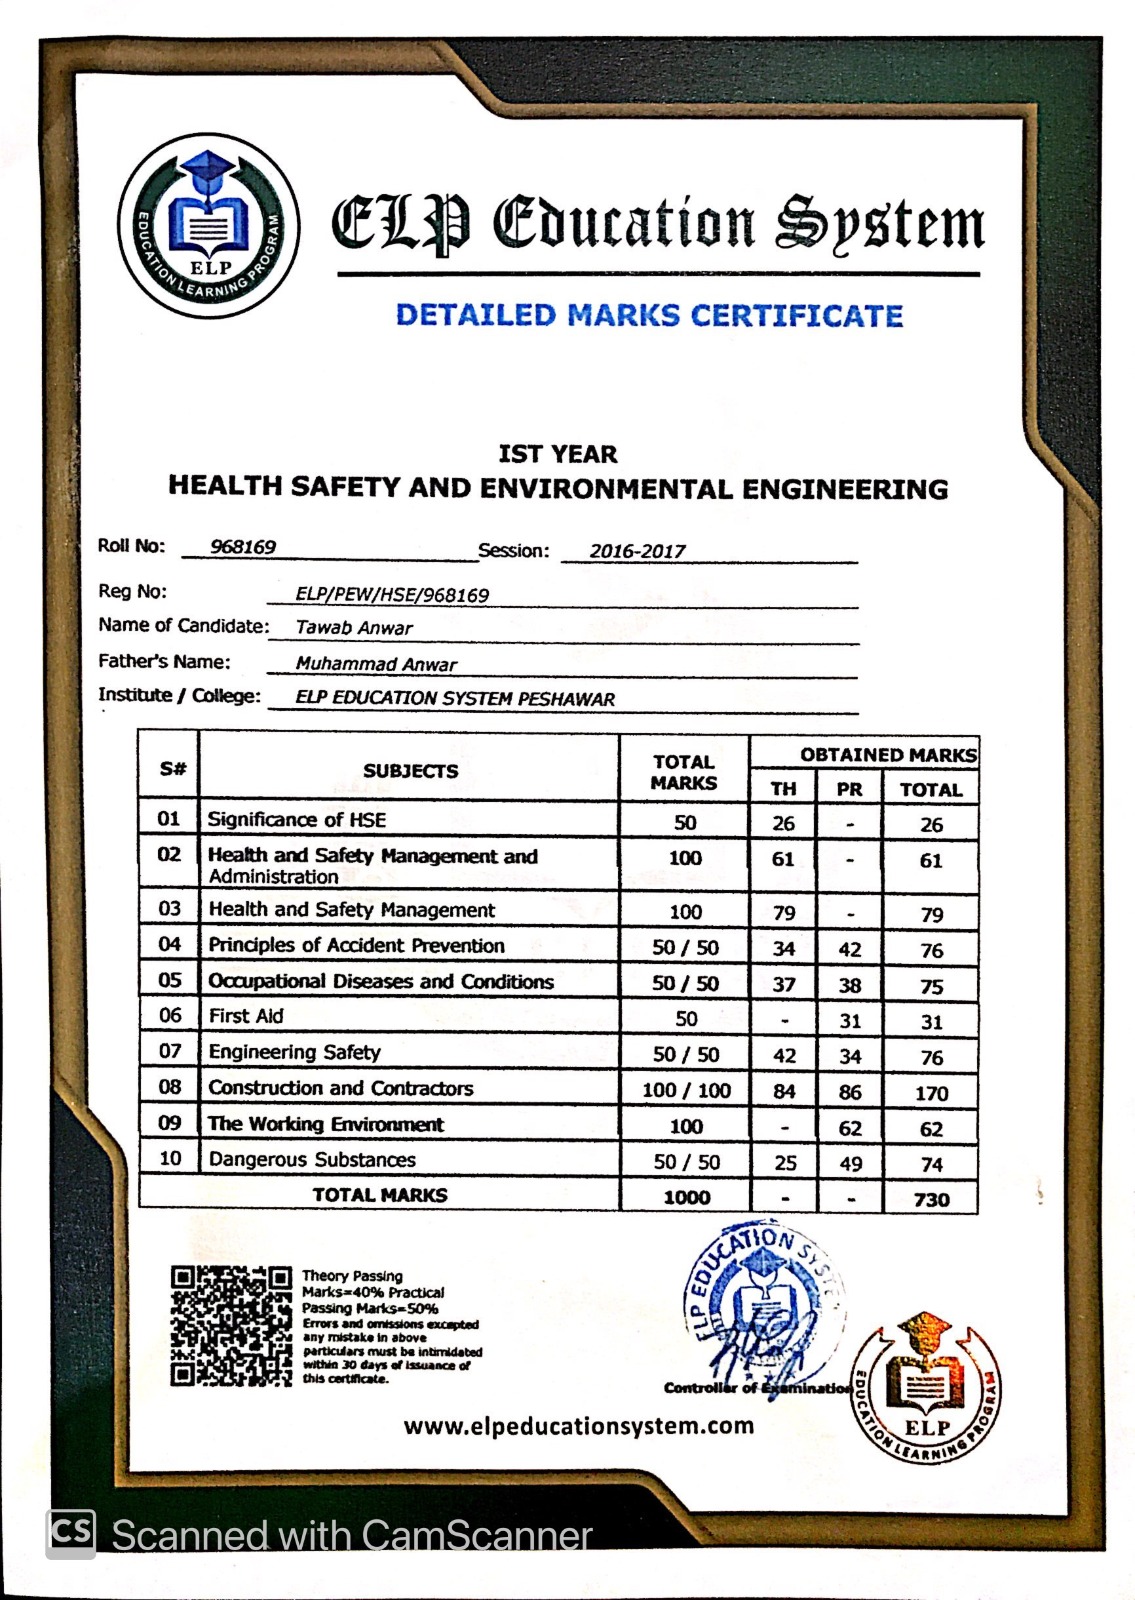 EDUCATION LEARNING PROGRAM
ELP
ELP Education System
DETAILED MARKS CERTIFICATE
IST YEAR
HEALTH SAFETY AND ENVIRONMENTAL ENGINEERING
Roll No: 968169 Session: 2016-2017
Reg No: ELP/PEW/HSE/968169
Name of Candidate: Tawab Anwar
Father's Name: Muhammad Anwar
Institute / College: ELP EDUCATION SYSTEM PESHAWAR
S# SUBJECTS TOTAL MARKS OBTAINED MARKS
TH PR TOTAL
01 Significance of HSE 50 26 - 26
02 Health and Safety Management and Administration 100 61 - 61
03 Health and Safety Management 100 79 - 79
04 Principles of Accident Prevention 50 / 50 34 42 76
05 Occupational Diseases and Conditions 50 / 50 37 38 75
06 First Aid 50 - 31 31
07 Engineering Safety 50 / 50 42 34 76
08 Construction and Contractors 100 / 100 84 86 170
09 The Working Environment 100 - 62 62
10 Dangerous Substances 50 / 50 25 49 74
TOTAL MARKS 1000 - - 730
Theory Passing
Marks=40% Practical
Passing Marks=50%
Errors and omissions excepted
any mistake in above
particulars must be intimidated
within 30 days of issuance of
this certificate.
ELP EDUCATION SYSTE
Controller of Examination
EDUCATION LEARNING PROGRAM
ELP
www.elpeducationsystem.com
CS Scanned with CamScanner